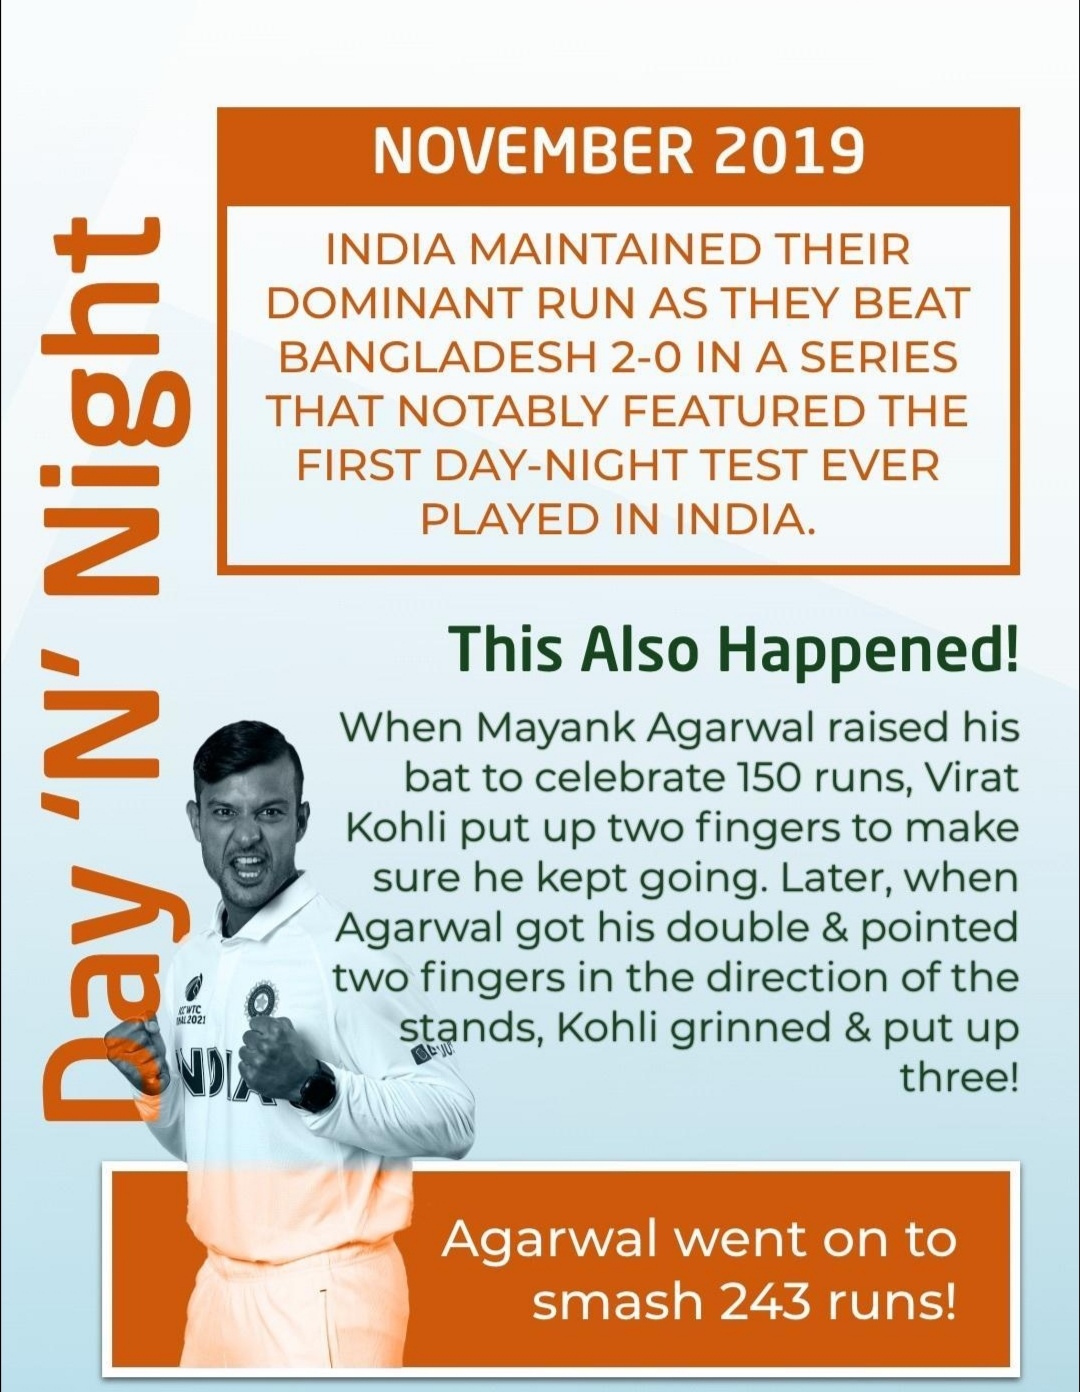 NOVEMBER 2019
INDIA MAINTAINED THEIR
DOMINANT RUN AS THEY BEAT
BANGLADESH 2-0 IN A SERIES
THAT NOTABLY FEATURED THE
FIRST DAY-NIGHT TEST EVER
PLAYED IN INDIA.
Day 'N' Night
This Also Happened!
When Mayank Agarwal raised his
bat to celebrate 150 runs, Virat
Kohli put up two fingers to make
sure he kept going. Later, when
Agarwal got his double & pointed
two fingers in the direction of the
stands, Kohli grinned & put up
three!
INDIA
Agarwal went on to
smash 243 runs!